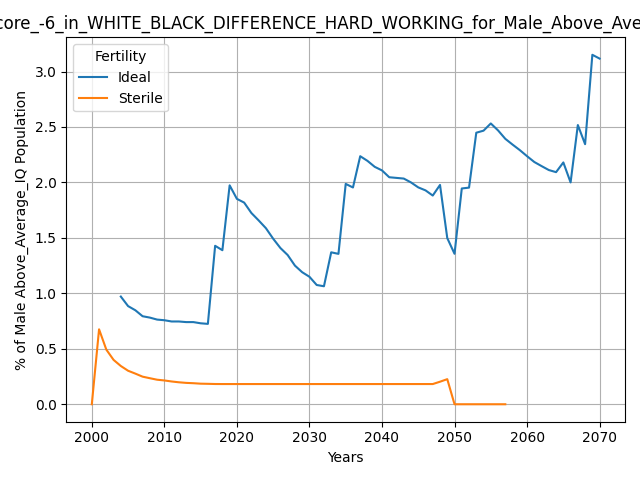 core_-6_in_WHITE_BLACK_DIFFERENCE_HARD_WORKING_for_Male_Above_Ave
Fertility
Ideal
Sterile
% of Male Above_Average_IQ Population
3.0
2.5
2.0
1.5
1.0
0.5
0.0
2000 2010 2020 2030 2040 2050 2060 2070
Years